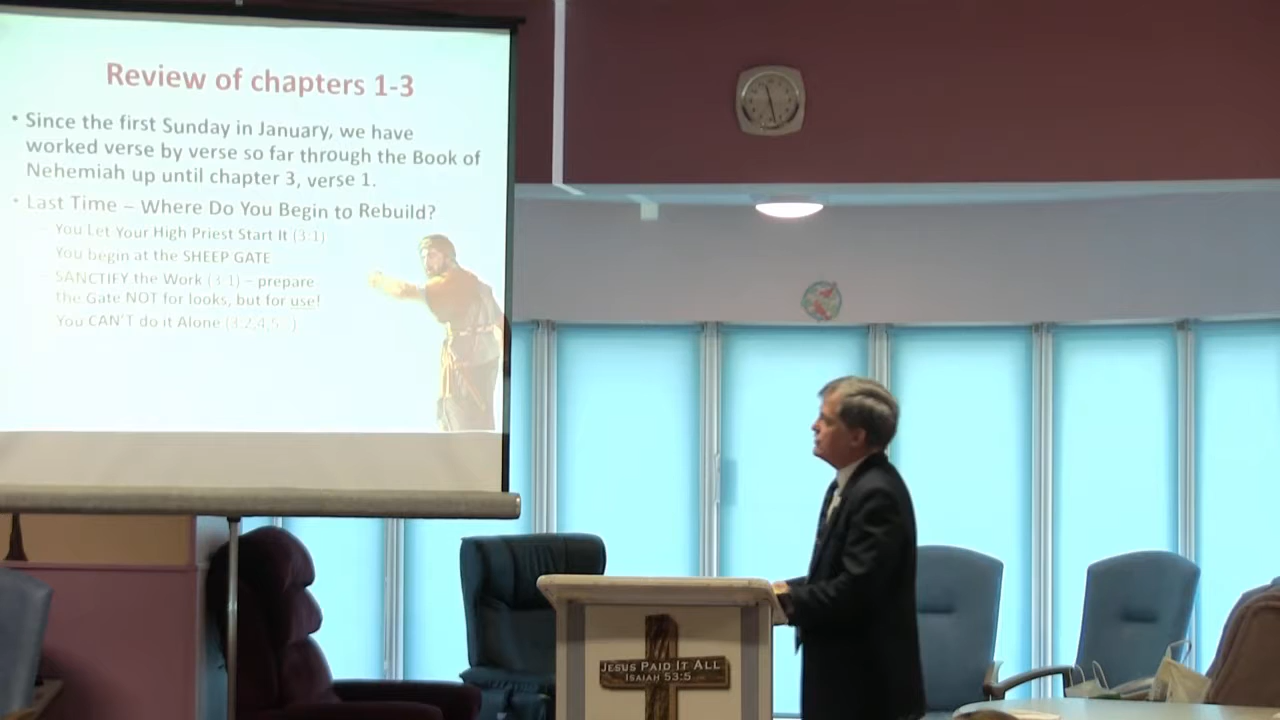 Review of chapters 1-3
• Since the first Sunday in January, we have
worked verse by verse so far through the Book of
Nehemiah up until chapter 3, verse 1.
• Last Time – Where Do You Begin to Rebuild?
– You Let Your High Priest Start It (3:1)
You begin at the SHEEP GATE
– SANCTIFY the Work (3:1) – prepare
the Gate NOT for looks, but for use!
You CAN'T do it Alone (3:2,4,5...)
JESUS PAID IT ALL
ISAIAH 53:5